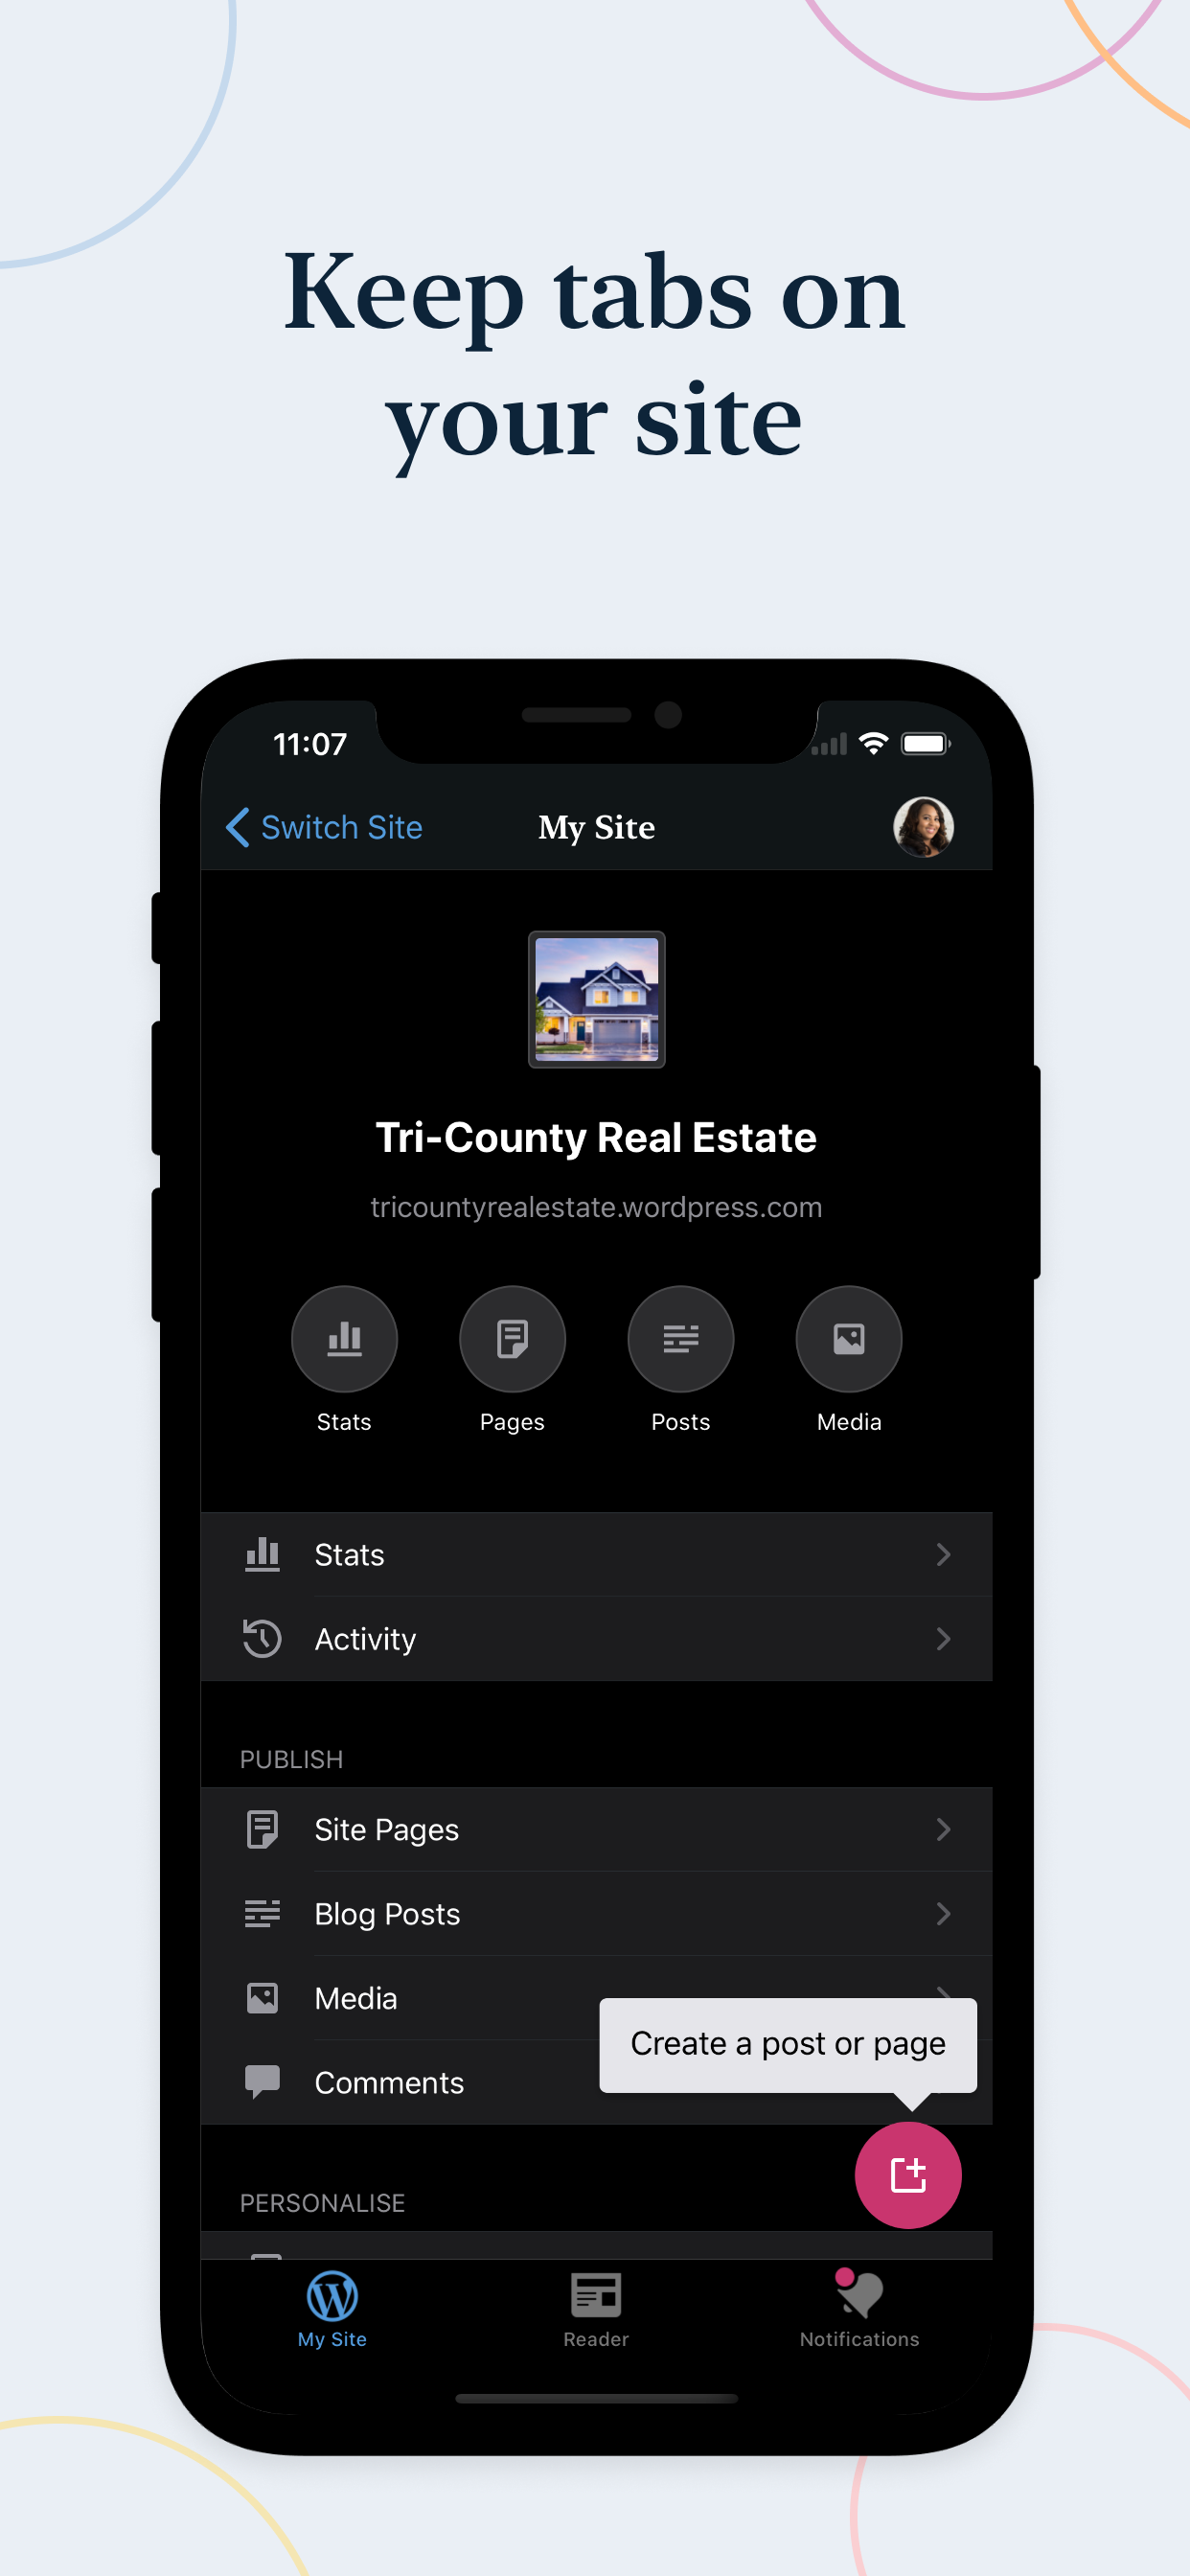 Keep tabs on
your site
11:07
Switch Site
My Site
Tri-County Real Estate
tricountyrealestate.wordpress.com
Stats
Pages
Posts
Media
Stats
Activity
PUBLISH
Site Pages
Blog Posts
Media
Create a post or page
Comments
PERSONALISE
My Site
Reader
Notifications